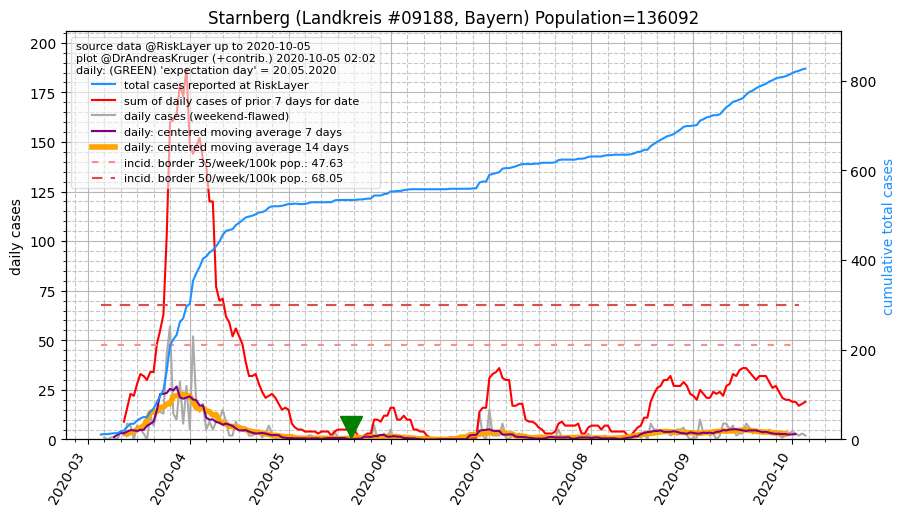 Starnberg (Landkreis #09188, Bayern) Population=136092
source data @RiskLayer up to 2020-10-05
plot @DrAndreasKruger (+contrib.) 2020-10-05 02:02
daily: (GREEN) 'expectation day' = 20.05.2020
total cases reported at RiskLayer
sum of daily cases of prior 7 days for date
daily cases (weekend-flawed)
daily: centered moving average 7 days
daily: centered moving average 14 days
incid. border 35/week/100k pop.: 47.63
incid. border 50/week/100k pop.: 68.05
daily cases
200
175
150
125
100
75
50
25
0
cumulative total cases
800
600
400
200
0
2020-03
2020-04
2020-05
2020-06
2020-07
2020-08
2020-09
2020-10